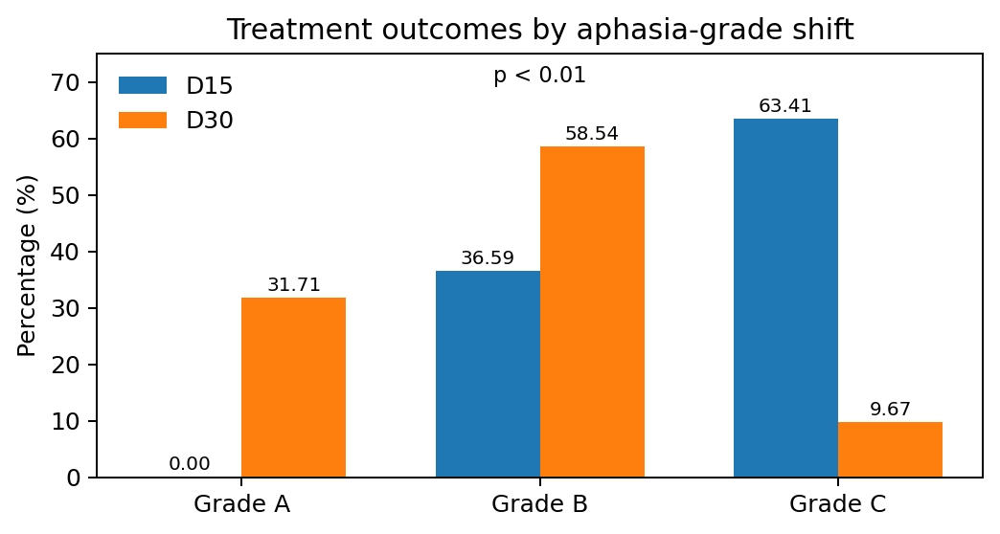 Treatment outcomes by aphasia-grade shift
Percentage (%)
70
60
50
40
30
20
10
0
D15
D30
p < 0.01
0.00
31.71
36.59
58.54
63.41
9.67
Grade A
Grade B
Grade C